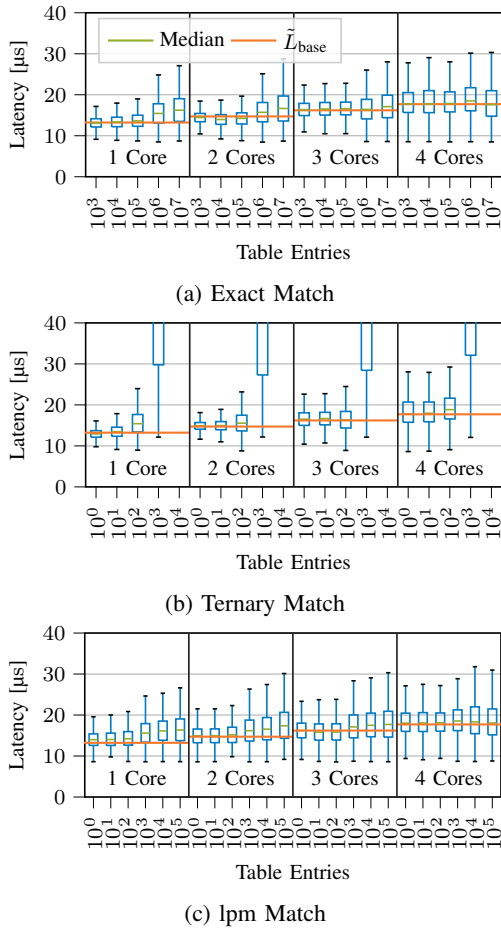 Median
L̃base
Latency [µs]
40
30
20
10
0
1 Core
2 Cores
3 Cores
4 Cores
10³ 10⁴ 10⁵ 10⁶ 10⁷ 10³ 10⁴ 10⁵ 10⁶ 10⁷ 10³ 10⁴ 10⁵ 10⁶ 10⁷ 10³ 10⁴ 10⁵ 10⁶ 10⁷
Table Entries
(a) Exact Match
Latency [µs]
40
30
20
10
0
1 Core
2 Cores
3 Cores
4 Cores
10⁰ 10¹ 10² 10³ 10⁴ 10⁰ 10¹ 10² 10³ 10⁴ 10⁰ 10¹ 10² 10³ 10⁴ 10⁰ 10¹ 10² 10³ 10⁴
Table Entries
(b) Ternary Match
Latency [µs]
40
30
20
10
0
1 Core
2 Cores
3 Cores
4 Cores
10⁰ 10¹ 10² 10³ 10⁴ 10⁵ 10⁰ 10¹ 10² 10³ 10⁴ 10⁵ 10⁰ 10¹ 10² 10³ 10⁴ 10⁵ 10⁰ 10¹ 10² 10³ 10⁴ 10⁵
Table Entries
(c) lpm Match